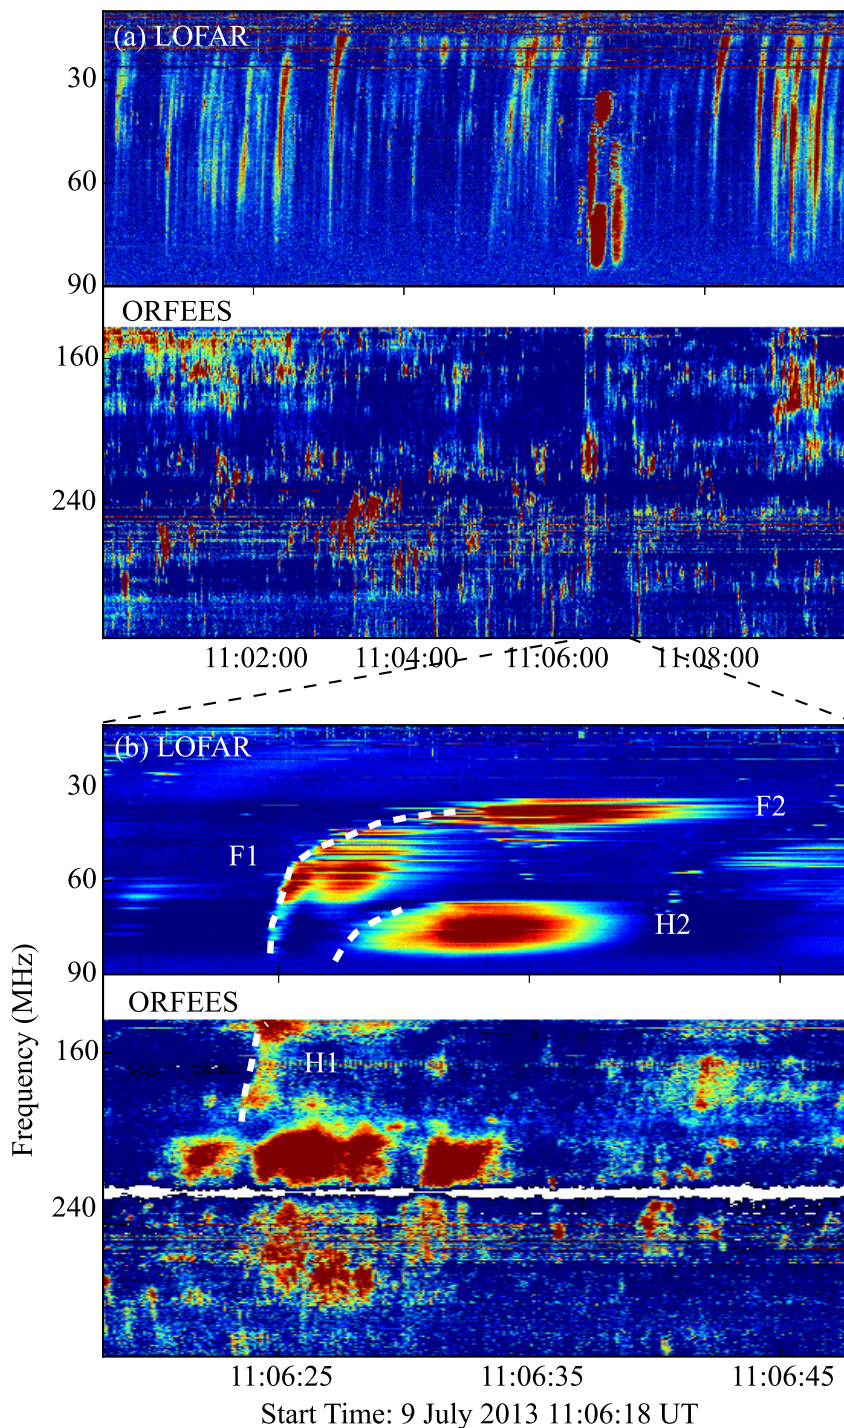 (a) LOFAR
30
60
90
ORFEES
160
240
11:02:00 11:04:00 11:06:00 11:08:00
(b) LOFAR
30
F2
F1
60
H2
90
ORFEES
160
H1
240
Frequency (MHz)
11:06:25 11:06:35 11:06:45
Start Time: 9 July 2013 11:06:18 UT